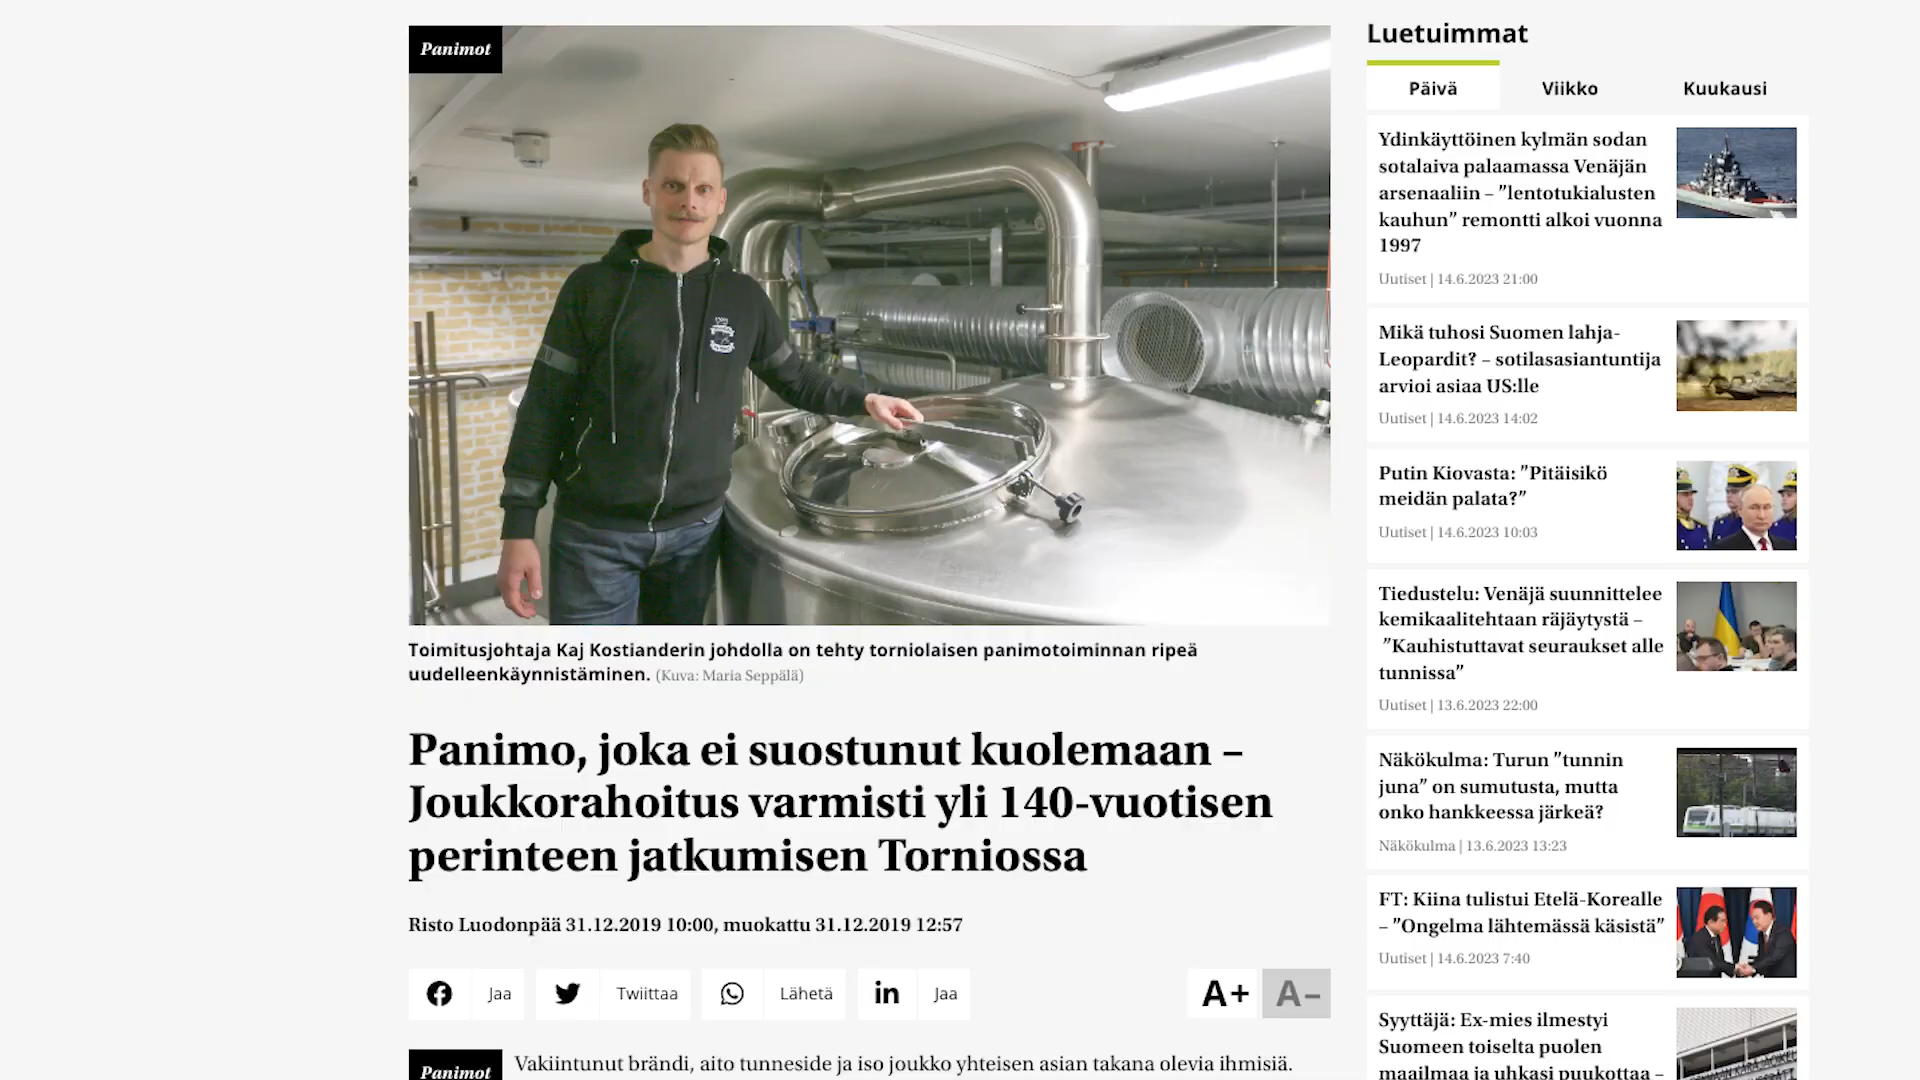 Panimot
Toimitusjohtaja Kaj Kostianderin johdolla on tehty torniolaisen panimotoiminnan ripeä
uudelleenkäynnistäminen. (Kuva: Maria Seppälä)
Panimo, joka ei suostunut kuolemaan –
Joukkorahoitus varmisti yli 140-vuotisen
perinteen jatkumisen Torniossa
Risto Luodonpää 31.12.2019 10:00, muokattu 31.12.2019 12:57
Jaa
Twiittaa
Lähetä
in Jaa
A+ A–
Panimot
Vakiintunut brändi, aito tunneside ja iso joukko yhteisen asian takana olevia ihmisiä.
Luetuimmat
Päivä Viikko Kuukausi
Ydinkäyttöinen kylmän sodan
sotalaiva palaamassa Venäjän
arsenaaliin – ”lentotukialusten
kauhun” remontti alkoi vuonna
1997
Uutiset | 14.6.2023 21:00
Mikä tuhosi Suomen lahja-
Leopardit? – sotilasasiantuntija
arvioi asiaa US:lle
Uutiset | 14.6.2023 14:02
Putin Kiovasta: ”Pitäisikö
meidän palata?”
Uutiset | 14.6.2023 10:03
Tiedustelu: Venäjä suunnittelee
kemikaalitehtaan räjäytystä –
”Kauhistuttavat seuraukset alle
tunnissa”
Uutiset | 13.6.2023 22:00
Näkökulma: Turun ”tunnin
juna” on sumutusta, mutta
onko hankkeessa järkeä?
Näkökulma | 13.6.2023 13:23
FT: Kiina tulistui Etelä-Korealle
– ”Ongelma lähtemässä käsistä”
Uutiset | 14.6.2023 7:40
Syyttäjä: Ex-mies ilmestyi
Suomeen toiselta puolen
maailmaa ja uhkasi puukottaa –